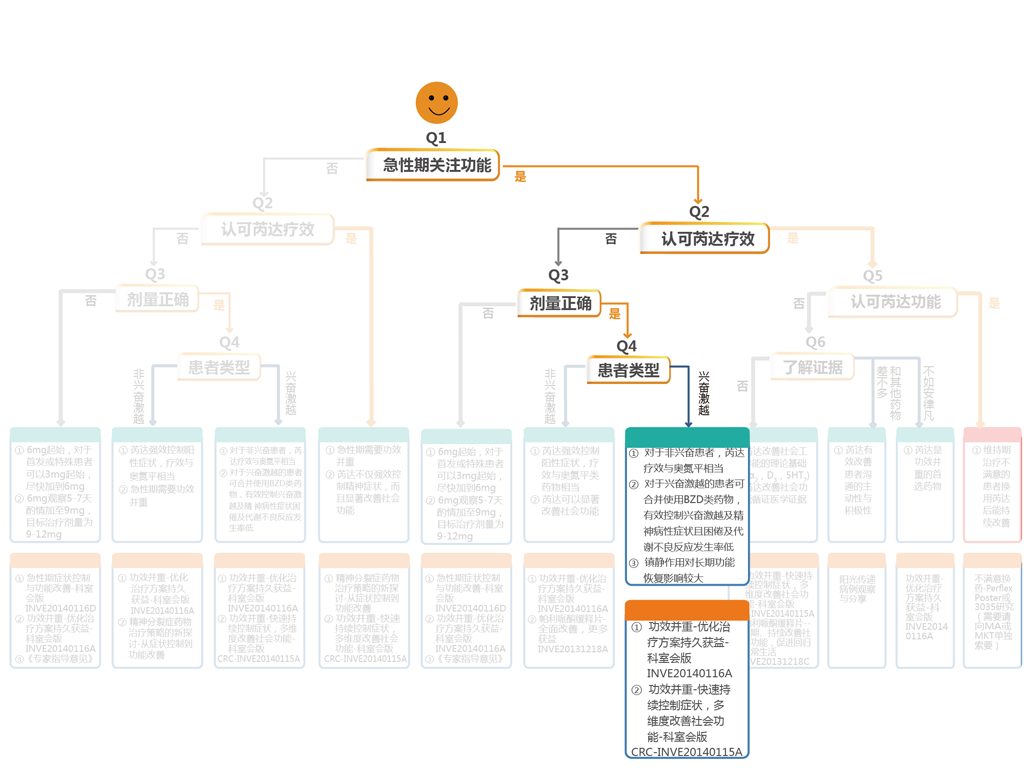 Q1
急性期关注功能
否
是
Q2
认可芮达疗效
否
是
Q2
认可芮达疗效
否
是
Q3
剂量正确
否
是
Q3
剂量正确
否
是
Q5
认可芮达功能
否
是
Q4
患者类型
非兴奋激越
兴奋激越
Q4
患者类型
非兴奋激越
兴奋激越
Q6
了解证据
否
差不多
和其他药物
不如安律凡
① 6mg起始，对于
首发或特殊患者
可以3mg起始，
尽快加到6mg
② 6mg观察5-7天
酌情加至9mg，
目标治疗剂量为
9-12mg
① 芮达强效控制阳
性症状，疗效与
奥氮平相当
② 急性期需要功效
并重
① 对于非兴奋患者，芮
达疗效与奥氮平相当
② 对于兴奋激越的患者
可合并使用BZD类药
物，有效控制兴奋激
越及精 神病性症状且困
倦及代谢不良反应发
生率低
① 急性期需要功效
并重
② 芮达不仅强效控
制精神症状，而
且显著改善社会
功能
① 6mg起始，对于
首发或特殊患者
可以3mg起始，
尽快加到6mg
② 6mg观察5-7天
酌情加至9mg，
目标治疗剂量为
9-12mg
① 芮达强效控制
阳性症状，疗
效与奥氮平类
药物相当
② 芮达可以显著
改善社会功能
① 对于非兴奋患者，芮达
疗效与奥氮平相当
② 对于兴奋激越的患者可
合并使用BZD类药物，
有效控制兴奋激越及精
神病性症状且困倦及代
谢不良反应发生率低
③ 镇静作用对长期功能
恢复影响较大
达改善社会工
能的理论基础
, D₃, 5HT₇)
达改善社会功
循证医学证据
① 芮达有
效改善
患者沟
通的主
动性与
积极性
① 芮达是
功效并
重的首
选药物
① 维持期
治疗不
满意的
患者换
用芮达
后能持
续改善
① 急性期症状控制
与功能改善-科室
会版
INVE20140116D
② 功效并重-优化治
疗方案持久获益-
科室会版
INVE20140116A
③《专家指导意见》
① 功效并重-优化
治疗方案持久获
益-科室会版
INVE20140116A
② 精神分裂症药物
治疗策略的新探
讨-从症状控制到
功能改善
① 功效并重-优化治
疗方案持久获益-科
室会版
INVE20140116A
② 功效并重-快速持
续控制症状，多维
度改善社会功能-科
室会版
CRC-INVE20140115A
① 精神分裂症药物
治疗策略的新探
讨-从症状控制到
功能改善
② 功效并重-快速
持续控制症状，
多维度改善社会
功能-科室会版
CRC-INVE20140115A
① 急性期症状控制
与功能改善-科室
会版
INVE20140116D
② 功效并重-优化治
疗方案持久获益-
科室会版
INVE20140116A
③《专家指导意见》
① 功效并重-优化治
疗方案持久获益-
科室会版
INVE20140116A
② 帕利哌酮缓释片-
全面改善，更多
获益
INVE20131218A
① 功效并重-优化治
疗方案持久获益-
科室会版
INVE20140116A
② 功效并重-快速持
续控制症状，多
维度改善社会功
能-科室会版
CRC-INVE20140115A
效并重-快速持
控制症状，多
度改善社会功
-科室会版
INVE20140115A
利哌酮缓释片--
期、持续改善社
功能，促进回归
常生活
VE20131218C
阳光传递
病例观察
与分享
功效并重-
优化治疗
方案持久
获益-科
室会版
INVE2014
0116A
不满意换
药-Perflex
Poster或
3035研究
（需要请
问MA或
MKT单独
索要）